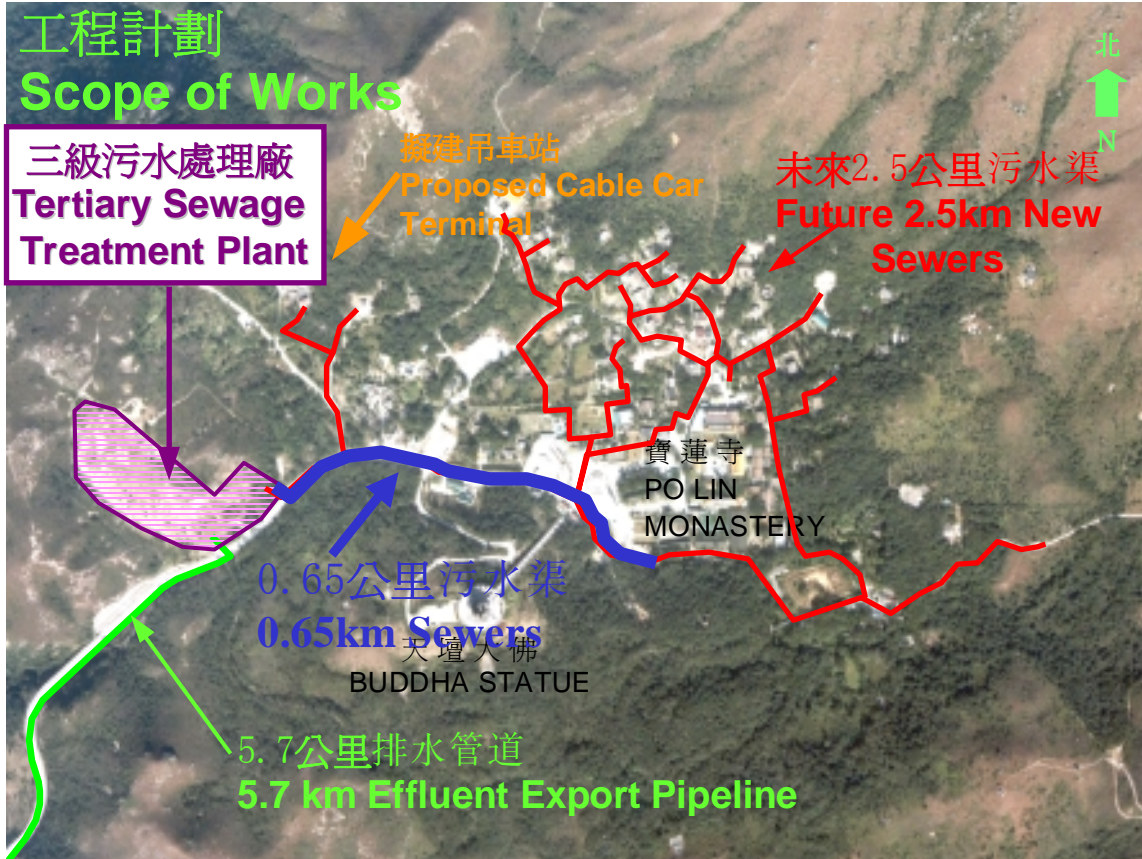 工程計劃
Scope of Works
北
N
三級污水處理廠
Tertiary Sewage
Treatment Plant
擬建吊車站
Proposed Cable Car
Terminal
未來2.5公里污水渠
Future 2.5km New
Sewers
寶蓮寺
PO LIN
MONASTERY
0.65公里污水渠
0.65km Sewers
天壇大佛
BUDDHA STATUE
5.7公里排水管道
5.7 km Effluent Export Pipeline